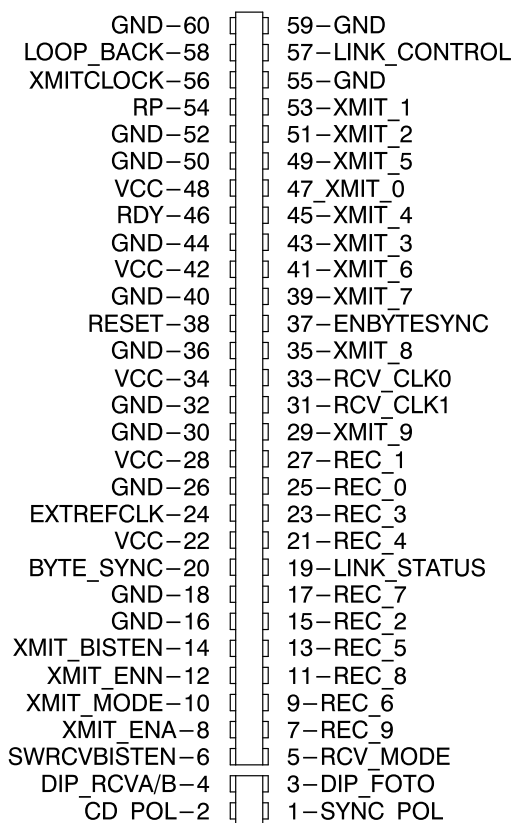 GND–60 59–GND
LOOP_BACK–58 57–LINK_CONTROL
XMITCLOCK–56 55–GND
RP–54 53–XMIT_1
GND–52 51–XMIT_2
GND–50 49–XMIT_5
VCC–48 47_XMIT_0
RDY–46 45–XMIT_4
GND–44 43–XMIT_3
VCC–42 41–XMIT_6
GND–40 39–XMIT_7
RESET–38 37–ENBYTESYNC
GND–36 35–XMIT_8
VCC–34 33–RCV_CLK0
GND–32 31–RCV_CLK1
GND–30 29–XMIT_9
VCC–28 27–REC_1
GND–26 25–REC_0
EXTREFCLK–24 23–REC_3
VCC–22 21–REC_4
BYTE_SYNC–20 19–LINK_STATUS
GND–18 17–REC_7
GND–16 15–REC_2
XMIT_BISTEN–14 13–REC_5
XMIT_ENN–12 11–REC_8
XMIT_MODE–10 9–REC_6
XMIT_ENA–8 7–REC_9
SWRCVBISTEN–6 5–RCV_MODE
DIP_RCVA/B–4 3–DIP_FOTO
CD POL–2 1–SYNC POL